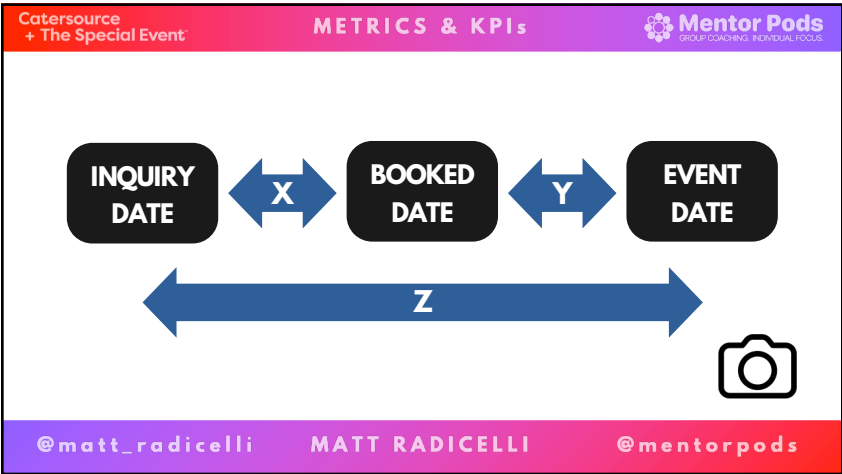 Catersource
+ The Special Event
METRICS & KPIs
Mentor Pods
GROUP COACHING. INDIVIDUAL FOCUS.
INQUIRY
DATE
X
BOOKED
DATE
Y
EVENT
DATE
Z
@matt_radicelli
MATT RADICELLI
@mentorpods